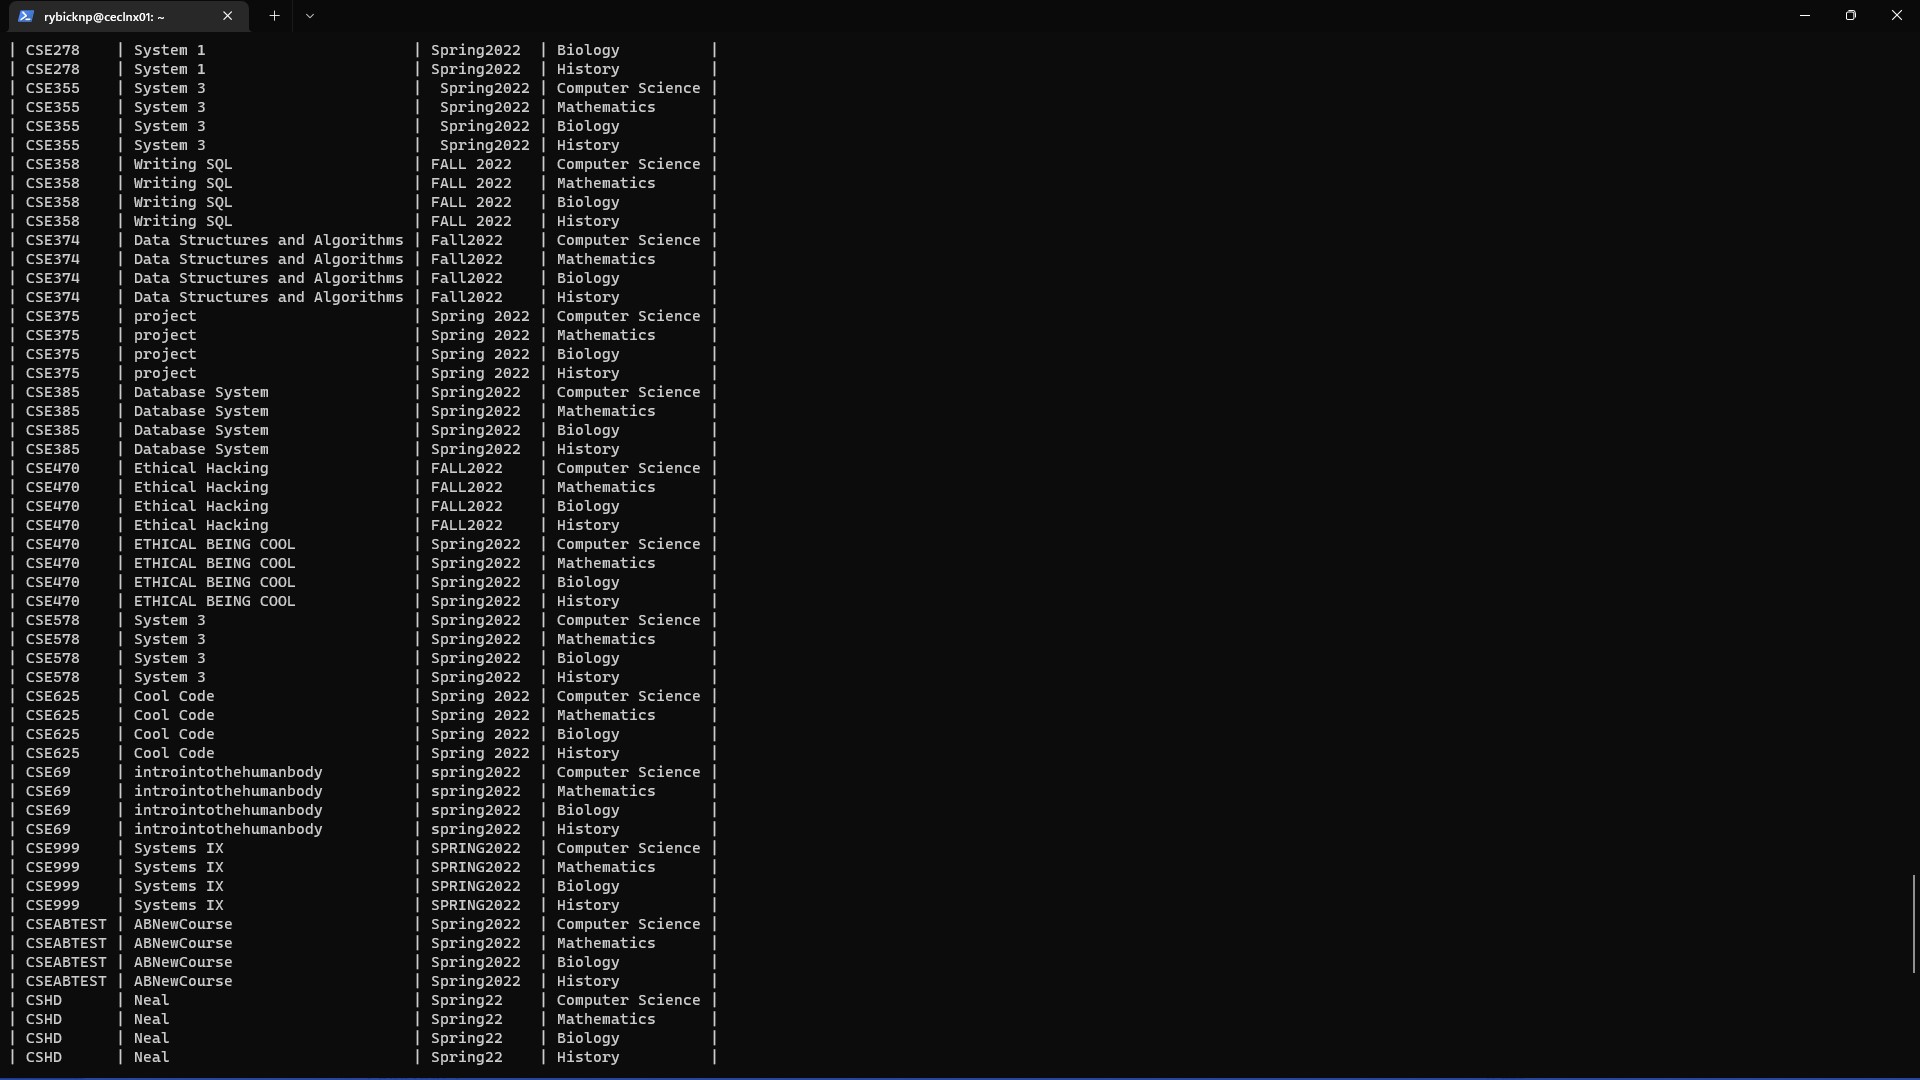 rybicknp@ceclnx01: ~
| CSE278    | System 1                       | Spring2022  | Biology          |
| CSE278    | System 1                       | Spring2022  | History          |
| CSE355    | System 3                       |  Spring2022 | Computer Science |
| CSE355    | System 3                       |  Spring2022 | Mathematics      |
| CSE355    | System 3                       |  Spring2022 | Biology          |
| CSE355    | System 3                       |  Spring2022 | History          |
| CSE358    | Writing SQL                    | FALL 2022   | Computer Science |
| CSE358    | Writing SQL                    | FALL 2022   | Mathematics      |
| CSE358    | Writing SQL                    | FALL 2022   | Biology          |
| CSE358    | Writing SQL                    | FALL 2022   | History          |
| CSE374    | Data Structures and Algorithms | Fall2022    | Computer Science |
| CSE374    | Data Structures and Algorithms | Fall2022    | Mathematics      |
| CSE374    | Data Structures and Algorithms | Fall2022    | Biology          |
| CSE374    | Data Structures and Algorithms | Fall2022    | History          |
| CSE375    | project                        | Spring 2022 | Computer Science |
| CSE375    | project                        | Spring 2022 | Mathematics      |
| CSE375    | project                        | Spring 2022 | Biology          |
| CSE375    | project                        | Spring 2022 | History          |
| CSE385    | Database System                | Spring2022  | Computer Science |
| CSE385    | Database System                | Spring2022  | Mathematics      |
| CSE385    | Database System                | Spring2022  | Biology          |
| CSE385    | Database System                | Spring2022  | History          |
| CSE470    | Ethical Hacking                | FALL2022    | Computer Science |
| CSE470    | Ethical Hacking                | FALL2022    | Mathematics      |
| CSE470    | Ethical Hacking                | FALL2022    | Biology          |
| CSE470    | Ethical Hacking                | FALL2022    | History          |
| CSE470    | ETHICAL BEING COOL             | Spring2022  | Computer Science |
| CSE470    | ETHICAL BEING COOL             | Spring2022  | Mathematics      |
| CSE470    | ETHICAL BEING COOL             | Spring2022  | Biology          |
| CSE470    | ETHICAL BEING COOL             | Spring2022  | History          |
| CSE578    | System 3                       | Spring2022  | Computer Science |
| CSE578    | System 3                       | Spring2022  | Mathematics      |
| CSE578    | System 3                       | Spring2022  | Biology          |
| CSE578    | System 3                       | Spring2022  | History          |
| CSE625    | Cool Code                      | Spring 2022 | Computer Science |
| CSE625    | Cool Code                      | Spring 2022 | Mathematics      |
| CSE625    | Cool Code                      | Spring 2022 | Biology          |
| CSE625    | Cool Code                      | Spring 2022 | History          |
| CSE69     | introintothehumanbody          | spring2022  | Computer Science |
| CSE69     | introintothehumanbody          | spring2022  | Mathematics      |
| CSE69     | introintothehumanbody          | spring2022  | Biology          |
| CSE69     | introintothehumanbody          | spring2022  | History          |
| CSE999    | Systems IX                     | SPRING2022  | Computer Science |
| CSE999    | Systems IX                     | SPRING2022  | Mathematics      |
| CSE999    | Systems IX                     | SPRING2022  | Biology          |
| CSE999    | Systems IX                     | SPRING2022  | History          |
| CSEABTEST | ABNewCourse                    | Spring2022  | Computer Science |
| CSEABTEST | ABNewCourse                    | Spring2022  | Mathematics      |
| CSEABTEST | ABNewCourse                    | Spring2022  | Biology          |
| CSEABTEST | ABNewCourse                    | Spring2022  | History          |
| CSHD      | Neal                           | Spring22    | Computer Science |
| CSHD      | Neal                           | Spring22    | Mathematics      |
| CSHD      | Neal                           | Spring22    | Biology          |
| CSHD      | Neal                           | Spring22    | History          |